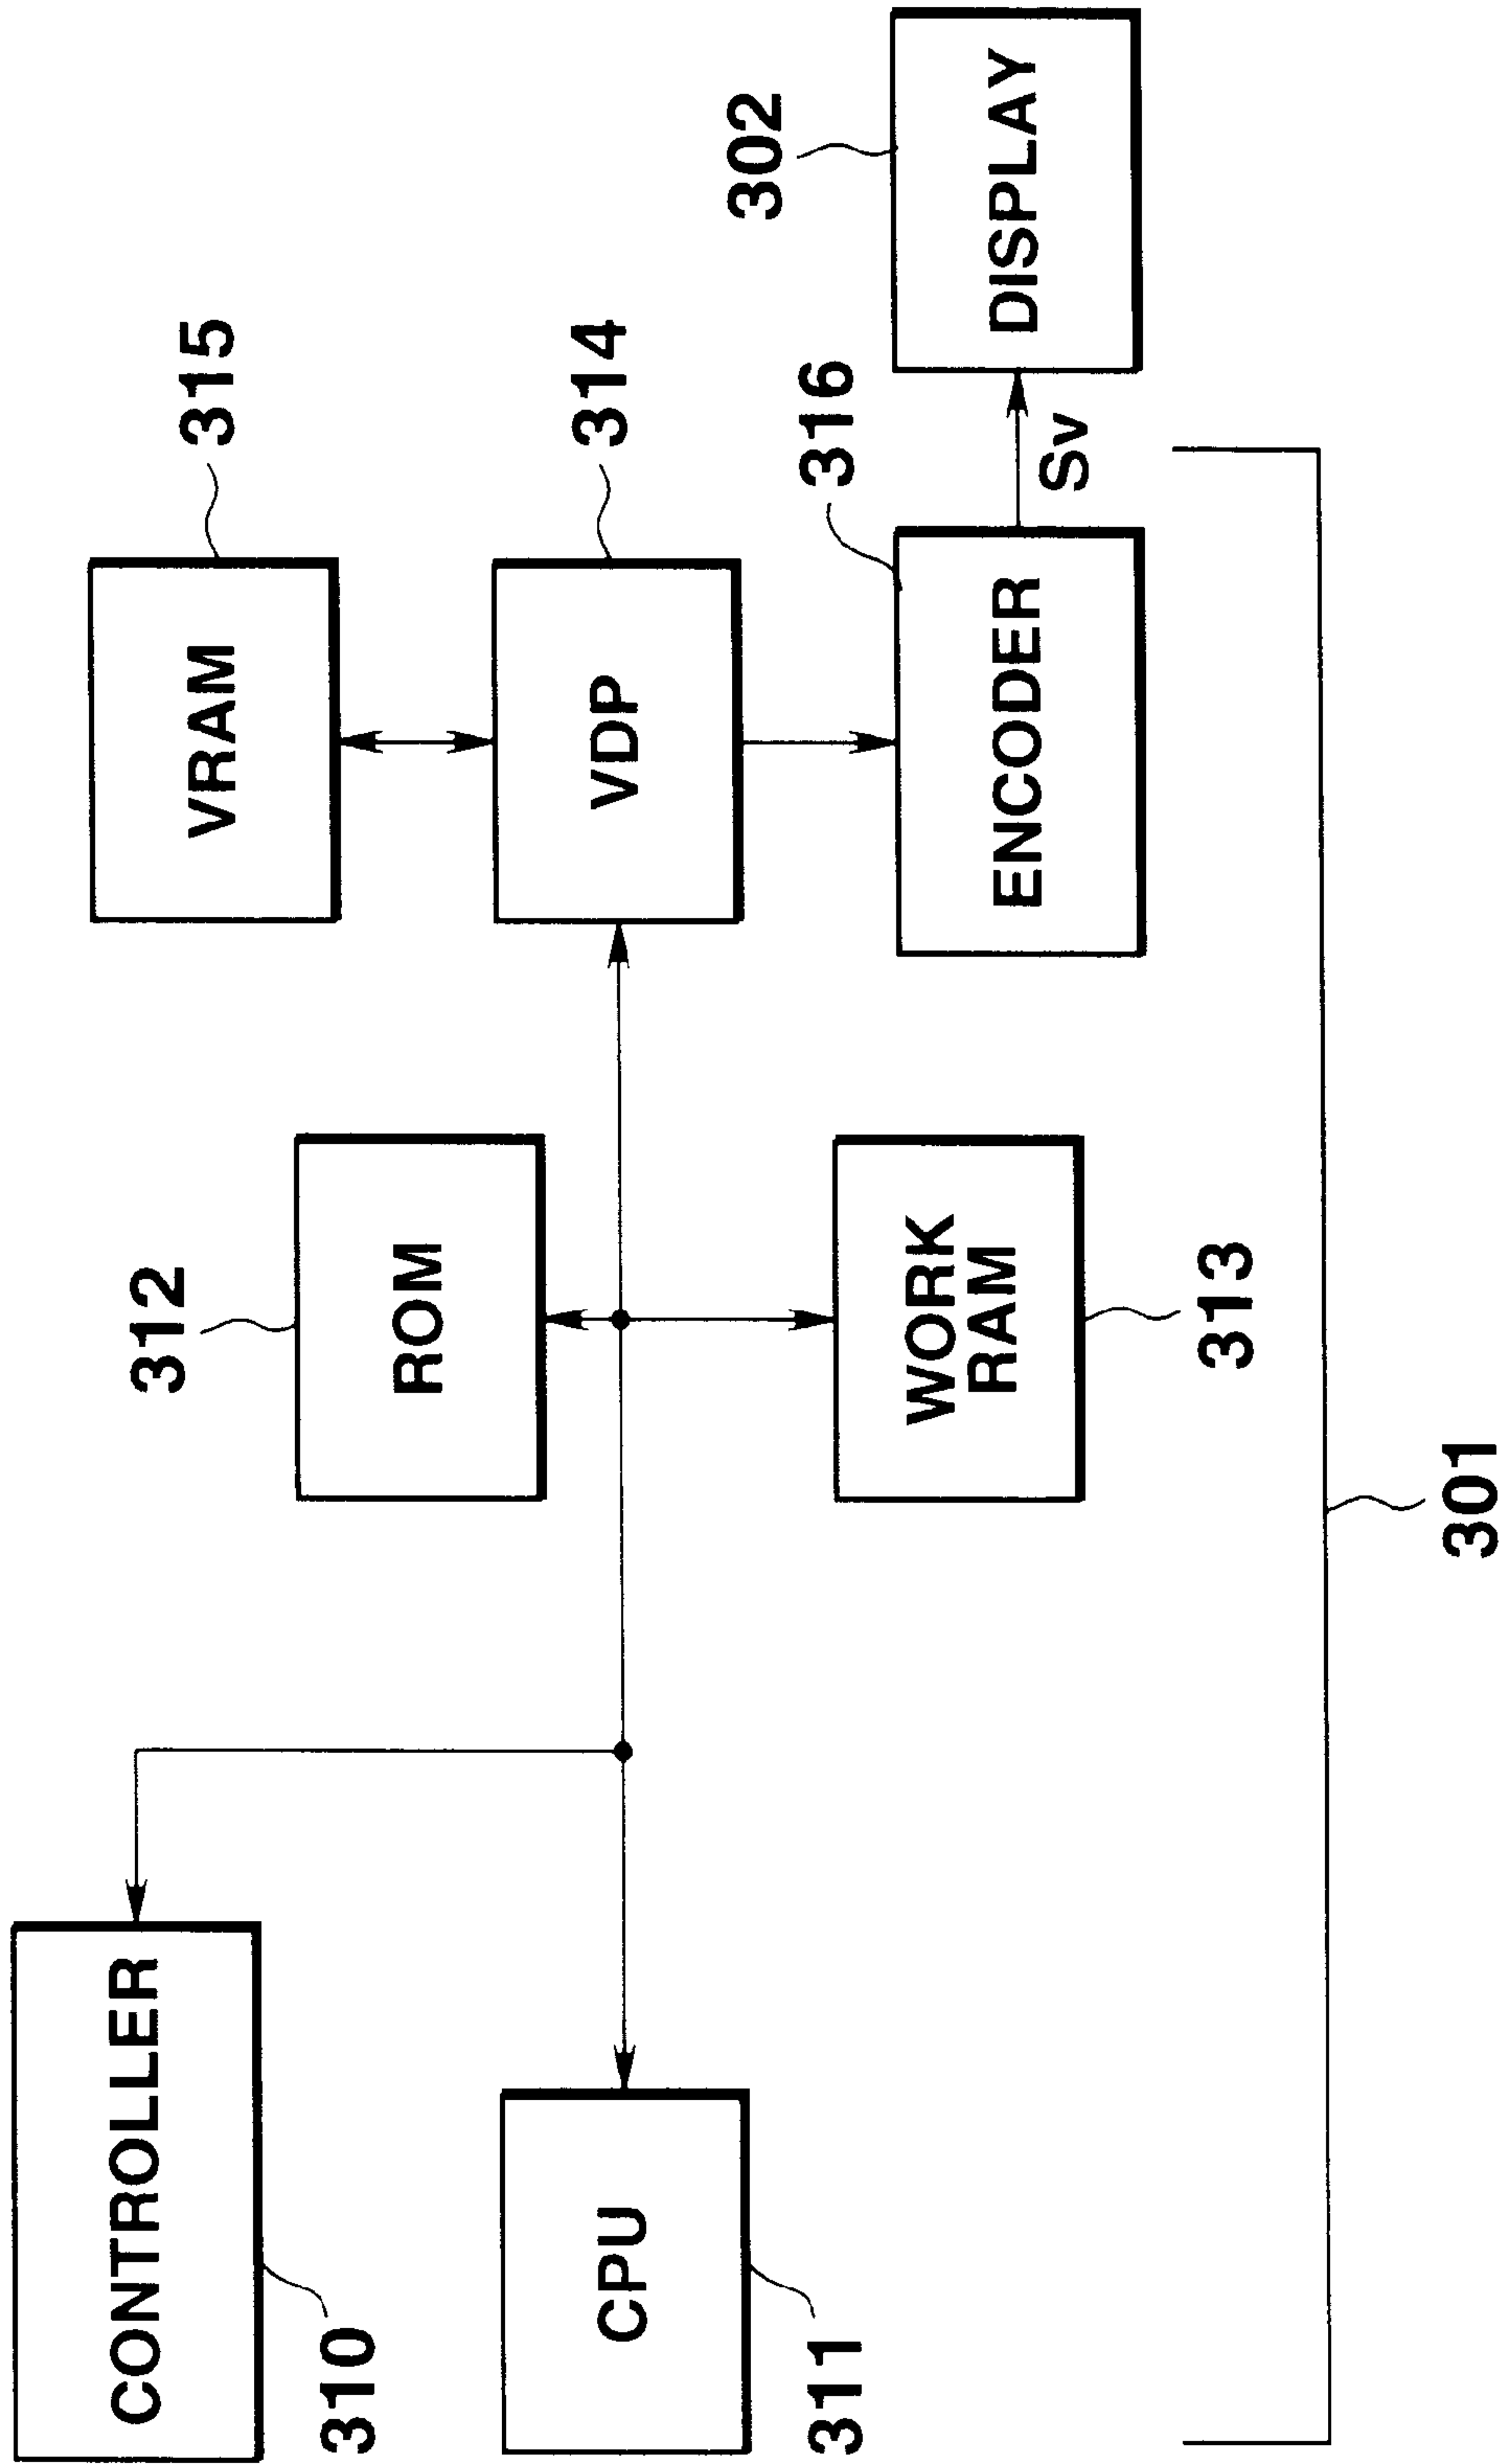 CONTROLLER
310
CPU
311
312
ROM
WORK
RAM
313
315
VRAM
314
VDP
316
ENCODER
Sv
302
DISPLAY
301